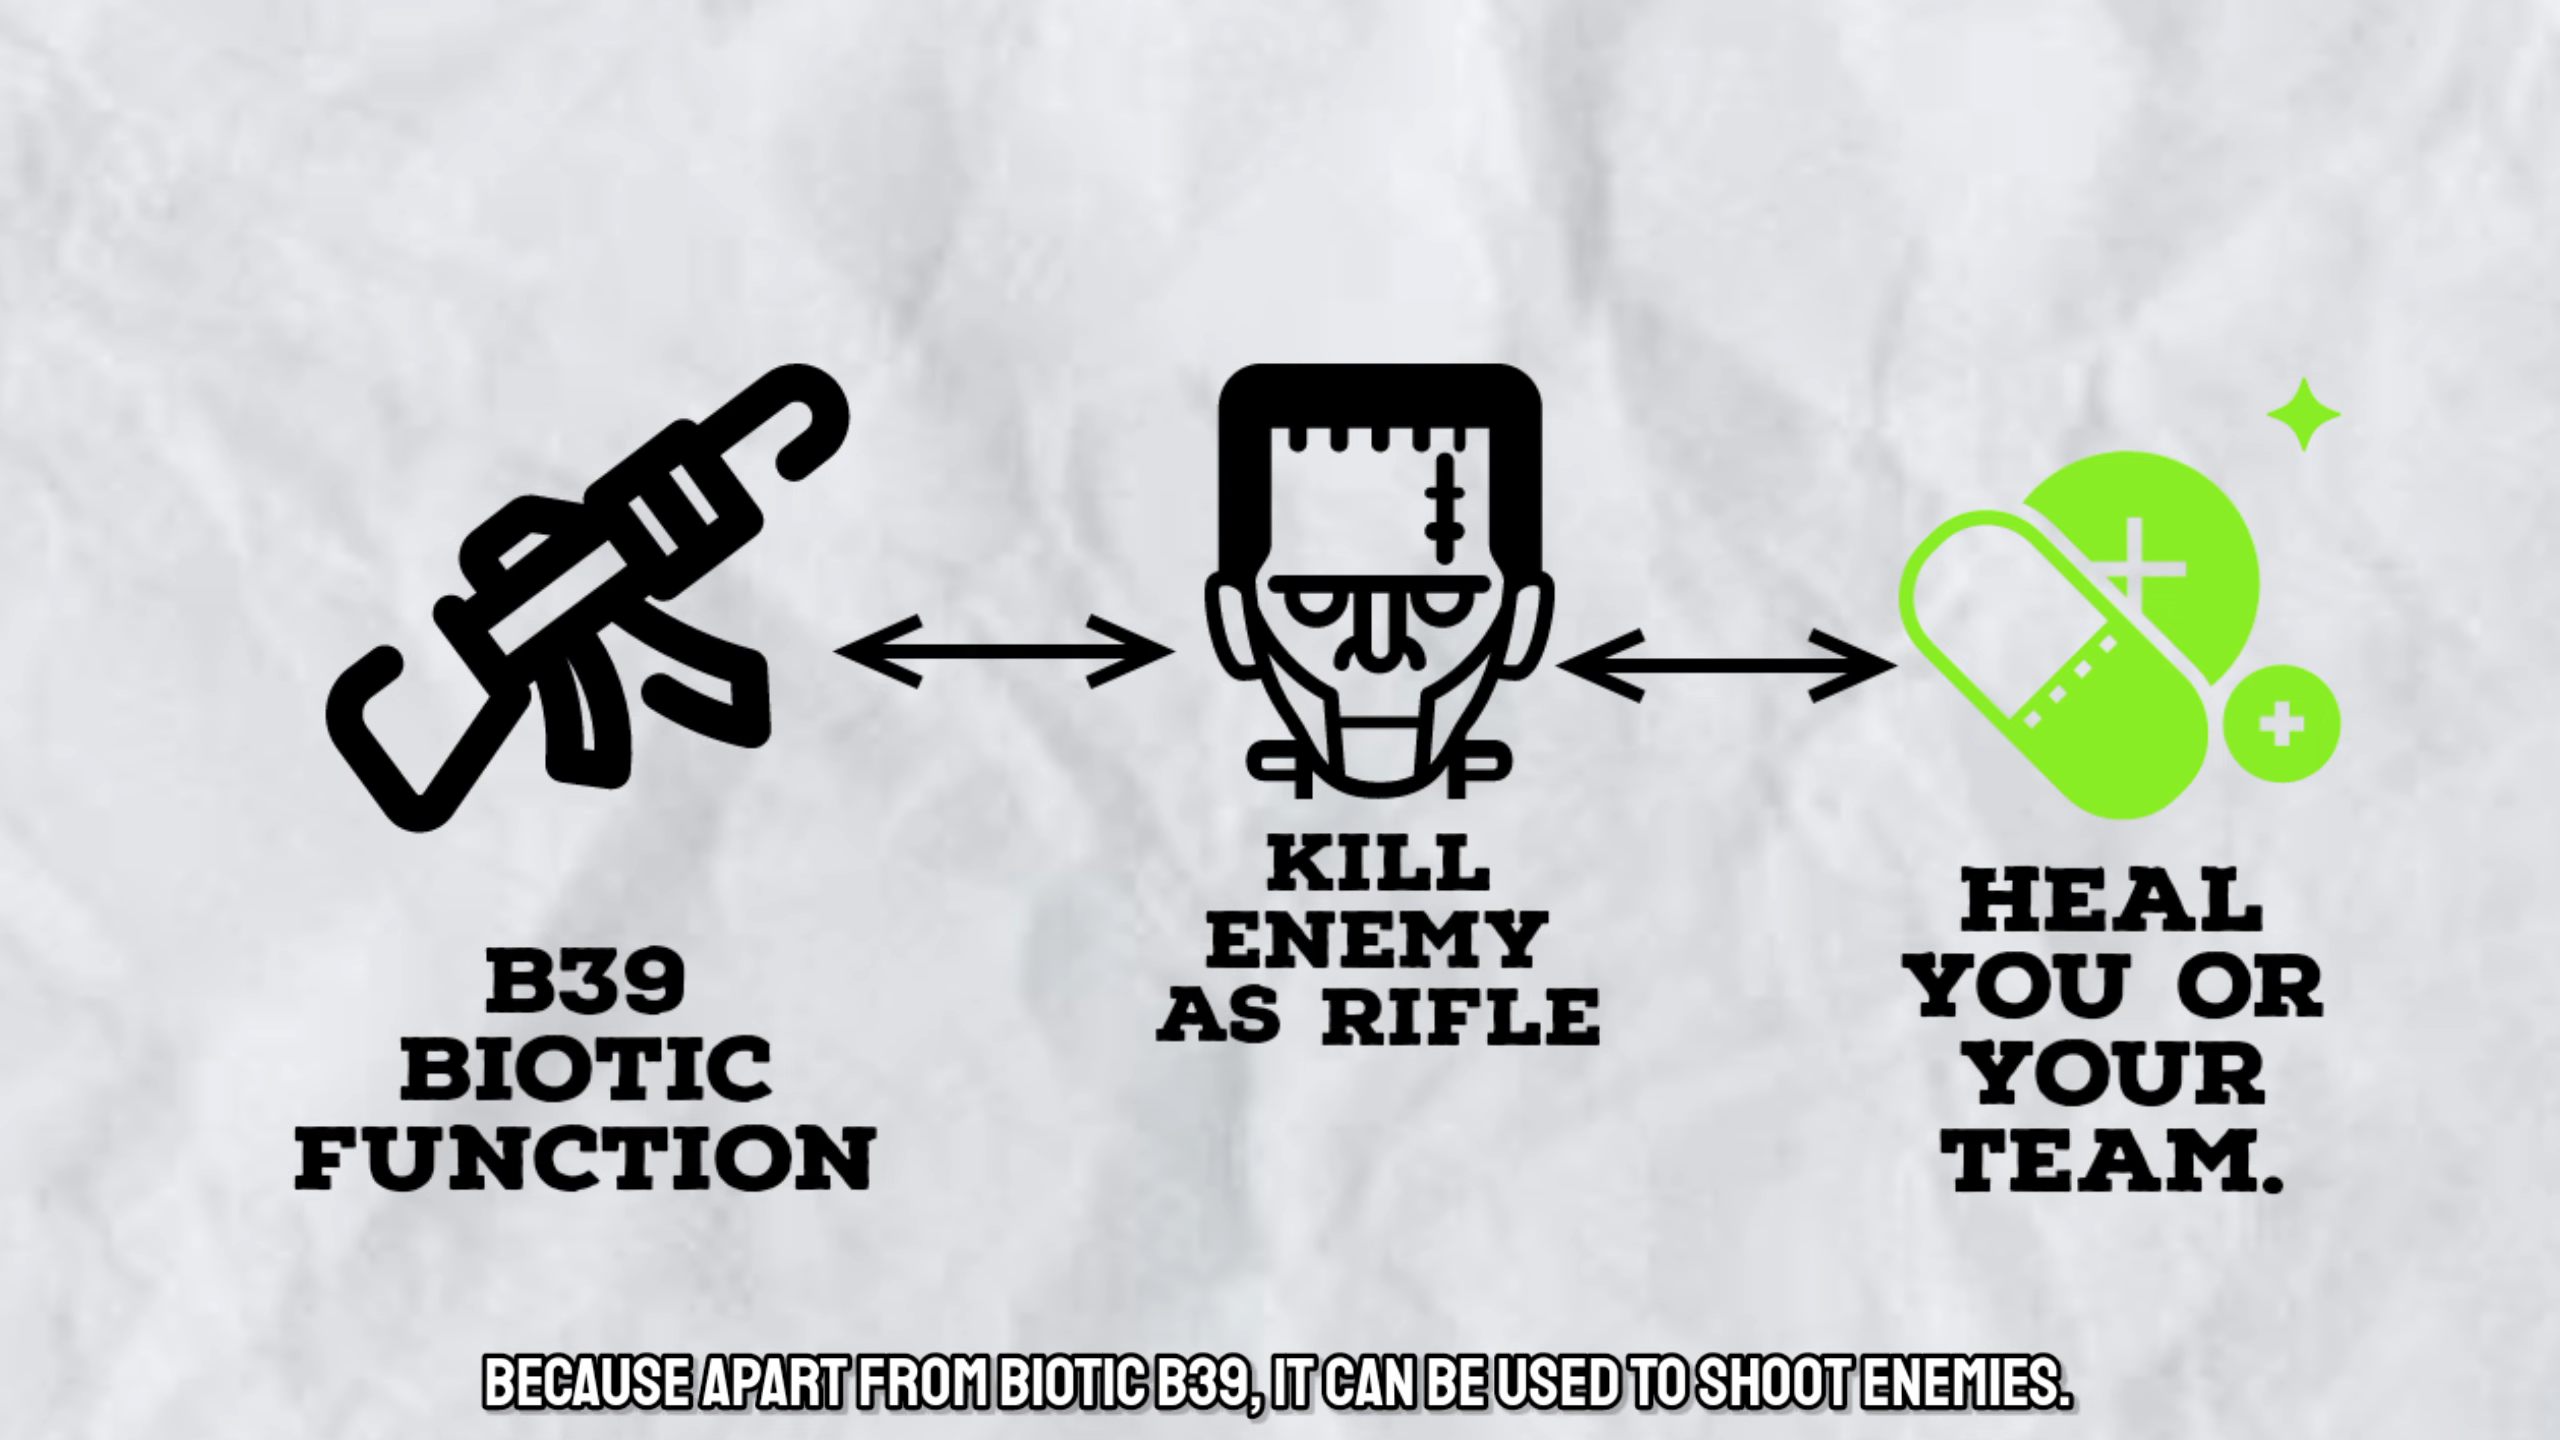 B39
BIOTIC
FUNCTION
KILL
ENEMY
AS RIFLE
HEAL
YOU OR
YOUR
TEAM.
BECAUSE APART FROM BIOTIC B39, IT CAN BE USED TO SHOOT ENEMIES.